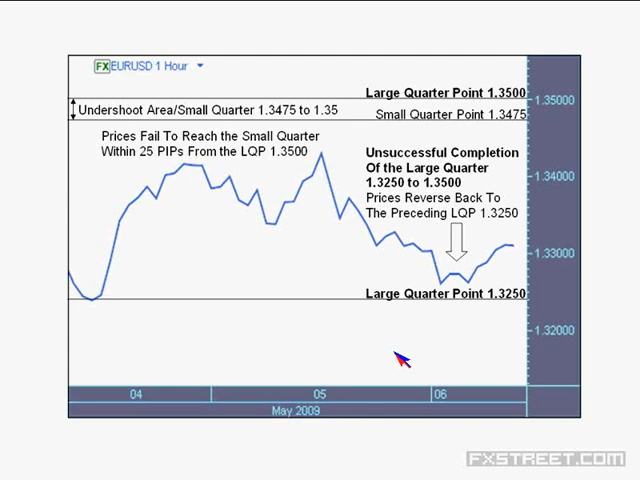 FX EURUSD 1 Hour
Large Quarter Point 1.3500
1.35000
Undershoot Area/Small Quarter 1.3475 to 1.35
Small Quarter Point 1.3475
Prices Fail To Reach the Small Quarter
Within 25 PIPs From the LQP 1.3500
Unsuccessful Completion
Of the Large Quarter
1.3250 to 1.3500
Prices Reverse Back To
The Preceding LQP 1.3250
1.34000
1.33000
Large Quarter Point 1.3250
1.32000
04
05
06
May 2009
FXSTREET.COM